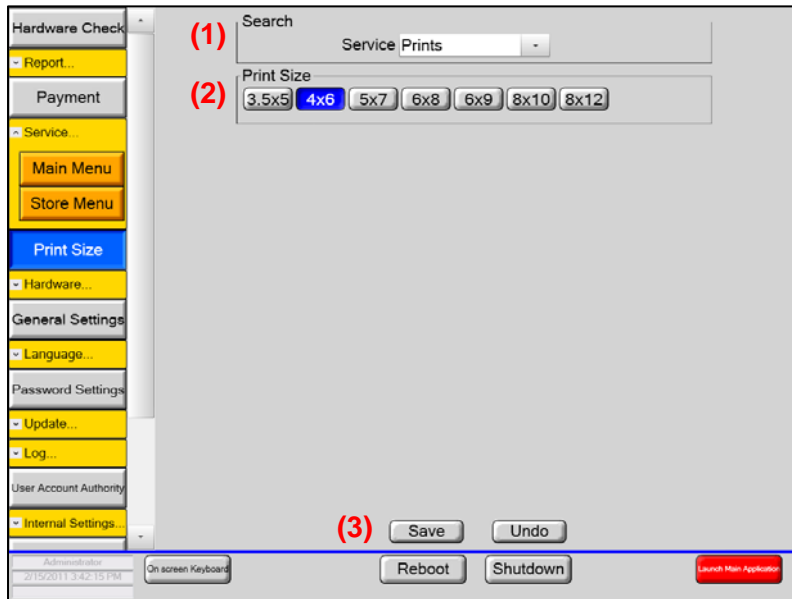 Hardware Check
Report...
Payment
Service...
Main Menu
Store Menu
Print Size
Hardware...
General Settings
Language...
Password Settings
Update...
Log...
User Account Authority
Internal Settings...
(1)
Search
Service Prints
(2)
Print Size
3.5x5 4x6 5x7 6x8 6x9 8x10 8x12
(3)
Save Undo
Administrator
2/15/2011 3:42:15 PM
On screen Keyboard
Reboot Shutdown
Launch Main Application